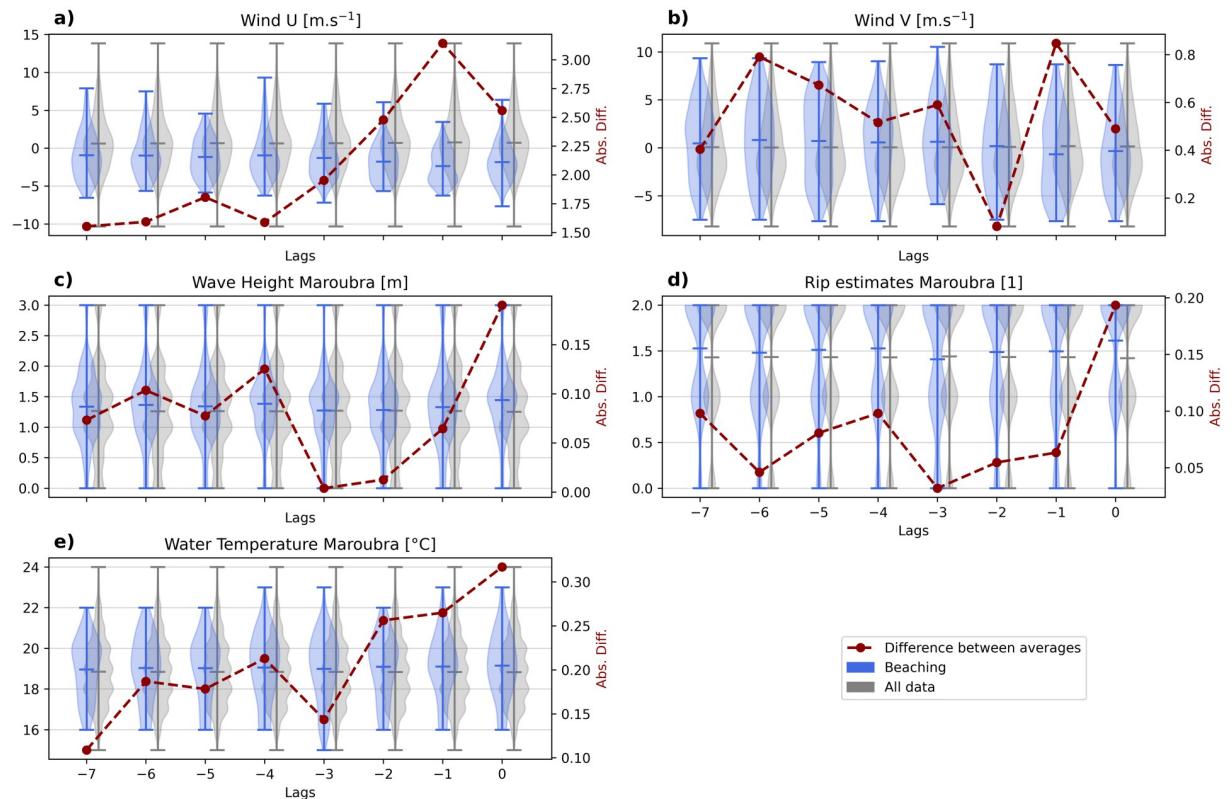 a) Wind U [m.s⁻¹]
15
10
5
0
−5
−10
3.00
2.75
2.50
2.25
2.00
1.75
1.50
Abs. Diff.
Lags
b) Wind V [m.s⁻¹]
10
5
0
−5
0.8
0.6
0.4
0.2
Abs. Diff.
Lags
c) Wave Height Maroubra [m]
3.0
2.5
2.0
1.5
1.0
0.5
0.0
0.15
0.10
0.05
0.00
Abs. Diff.
Lags
d) Rip estimates Maroubra [1]
2.0
1.5
1.0
0.5
0.0
0.20
0.15
0.10
0.05
Abs. Diff.
−7 −6 −5 −4 −3 −2 −1 0
Lags
e) Water Temperature Maroubra [°C]
24
22
20
18
16
0.30
0.25
0.20
0.15
0.10
Abs. Diff.
−7 −6 −5 −4 −3 −2 −1 0
Lags
Difference between averages
Beaching
All data